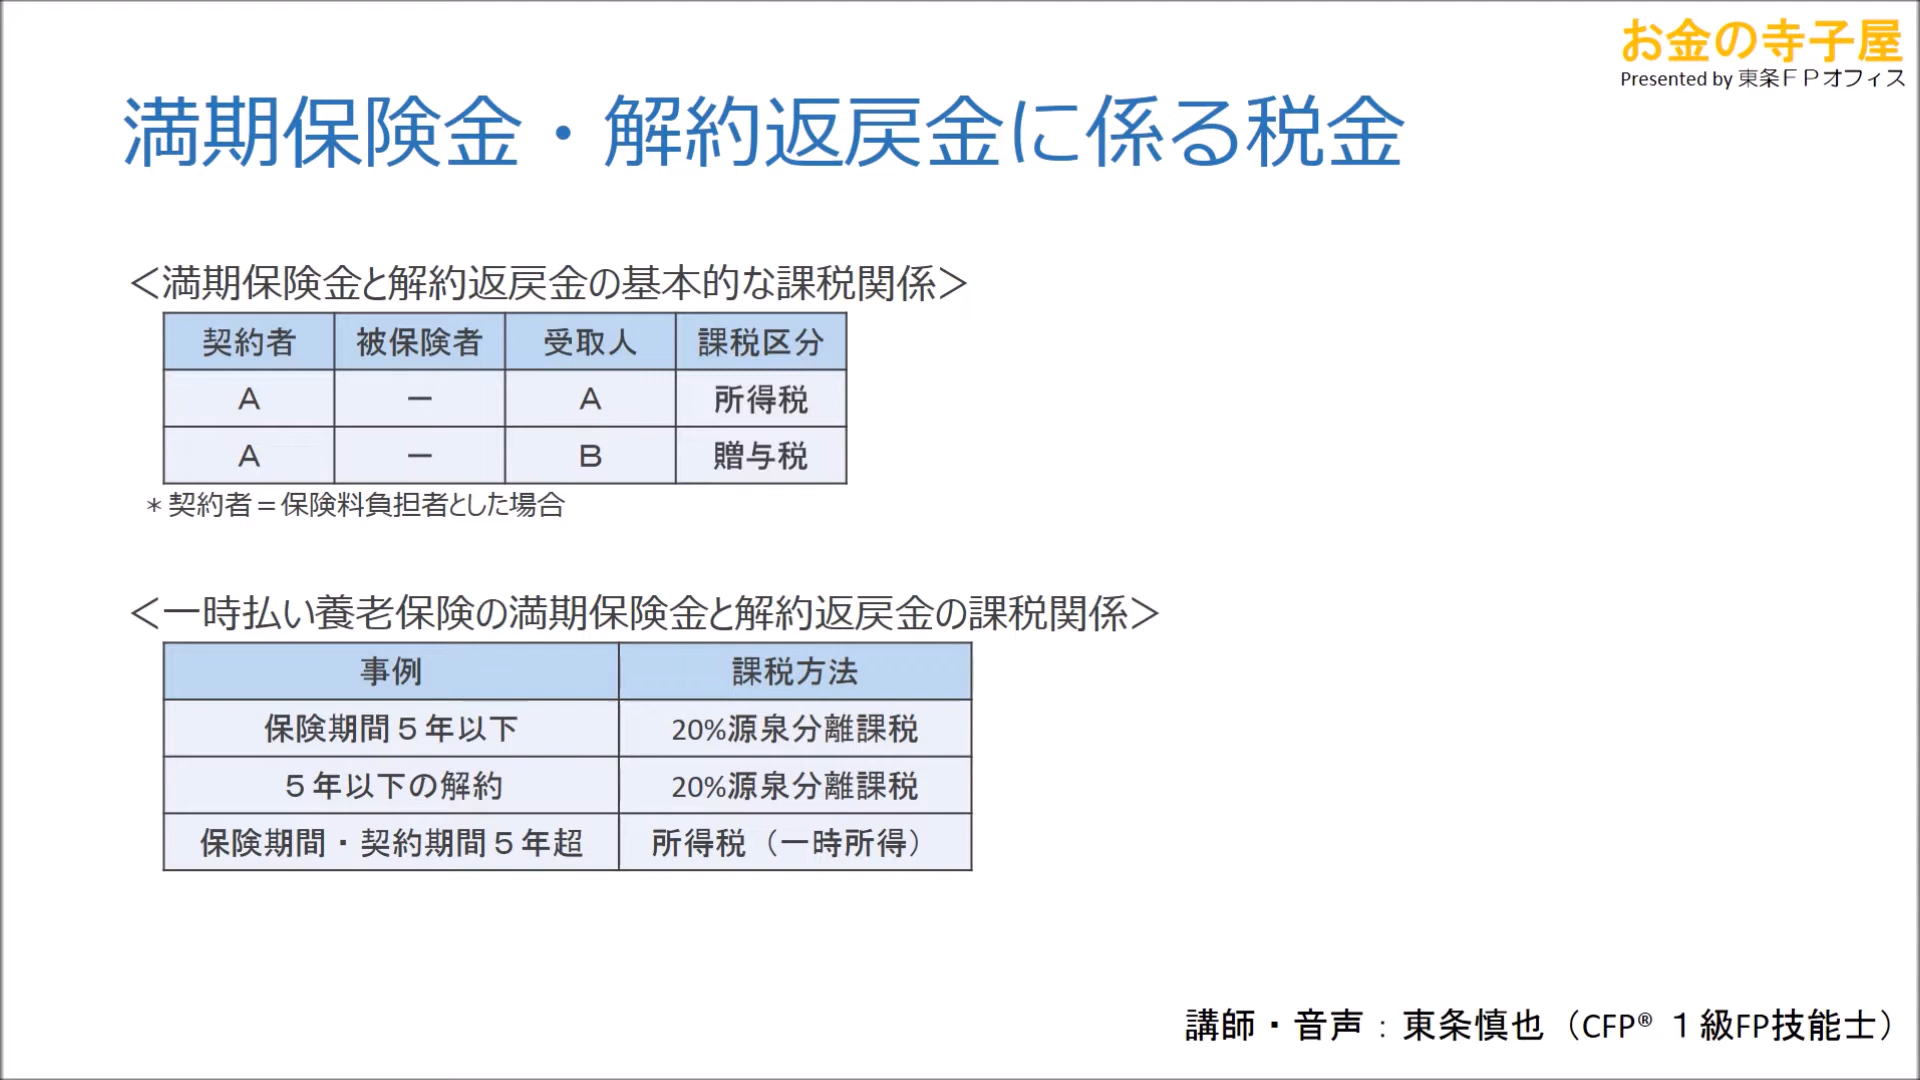 お金の寺子屋
Presented by 東条ＦＰオフィス
満期保険金・解約返戻金に係る税金
＜満期保険金と解約返戻金の基本的な課税関係＞
契約者 被保険者 受取人 課税区分
Ａ － Ａ 所得税
Ａ － Ｂ 贈与税
＊契約者＝保険料負担者とした場合
＜一時払い養老保険の満期保険金と解約返戻金の課税関係＞
事例 課税方法
保険期間５年以下 20%源泉分離課税
５年以下の解約 20%源泉分離課税
保険期間・契約期間５年超 所得税（一時所得）
講師・音声：東条慎也（CFP® １級FP技能士）